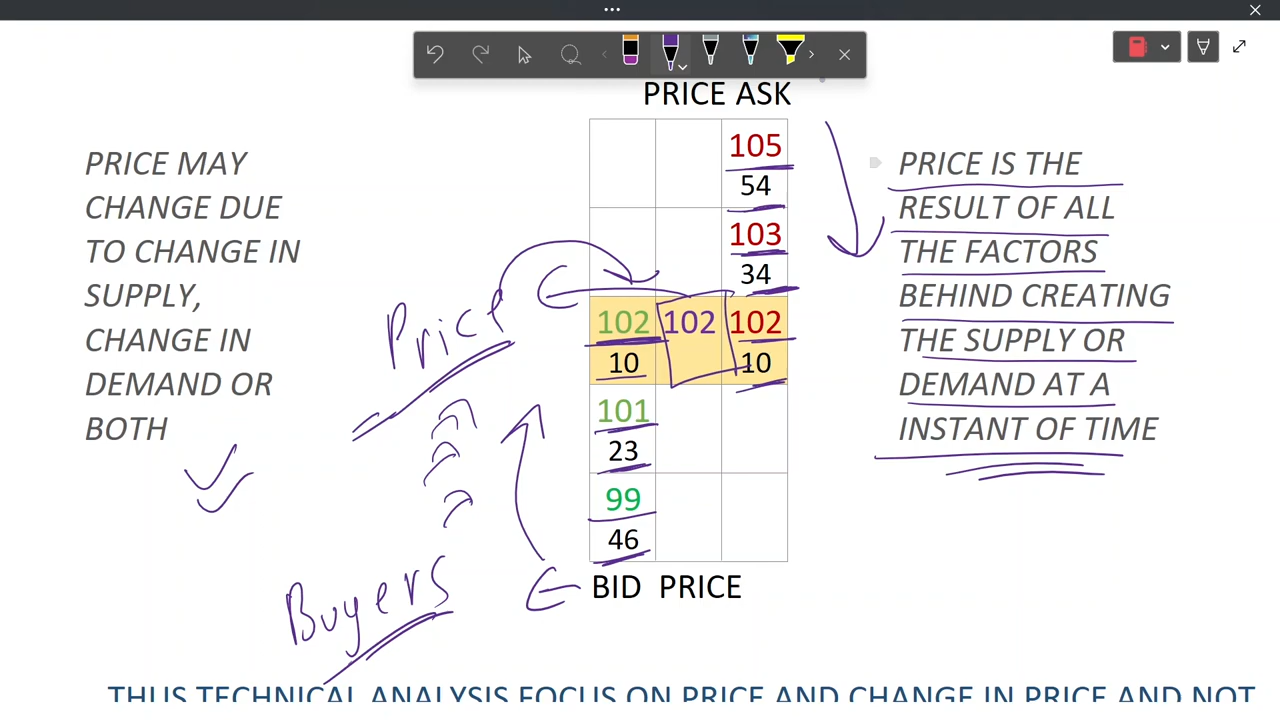 PRICE ASK
PRICE MAY
CHANGE DUE
TO CHANGE IN
SUPPLY,
CHANGE IN
DEMAND OR
BOTH
105
54
103
34
102 102 102
10 10
101
23
99
46
BID PRICE
Price
Buyers
PRICE IS THE
RESULT OF ALL
THE FACTORS
BEHIND CREATING
THE SUPPLY OR
DEMAND AT A
INSTANT OF TIME
THUS TECHNICAL ANALYSIS FOCUS ON PRICE AND CHANGE IN PRICE AND NOT